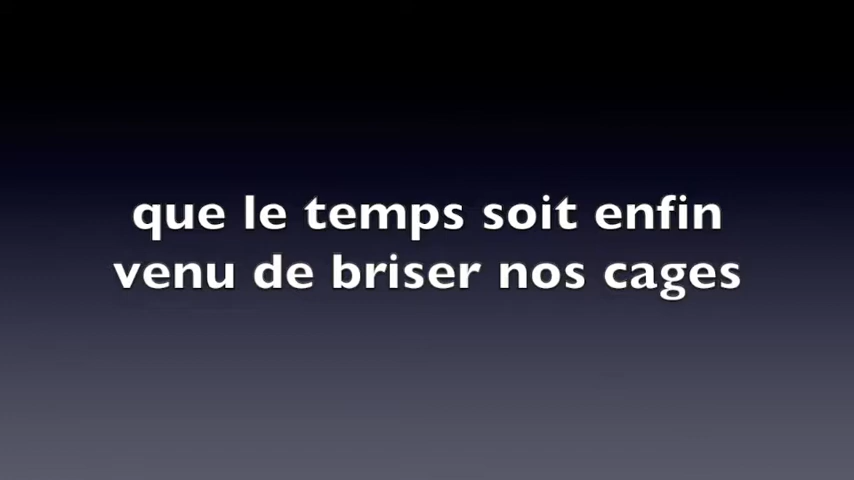 que le temps soit enfin
venu de briser nos cages